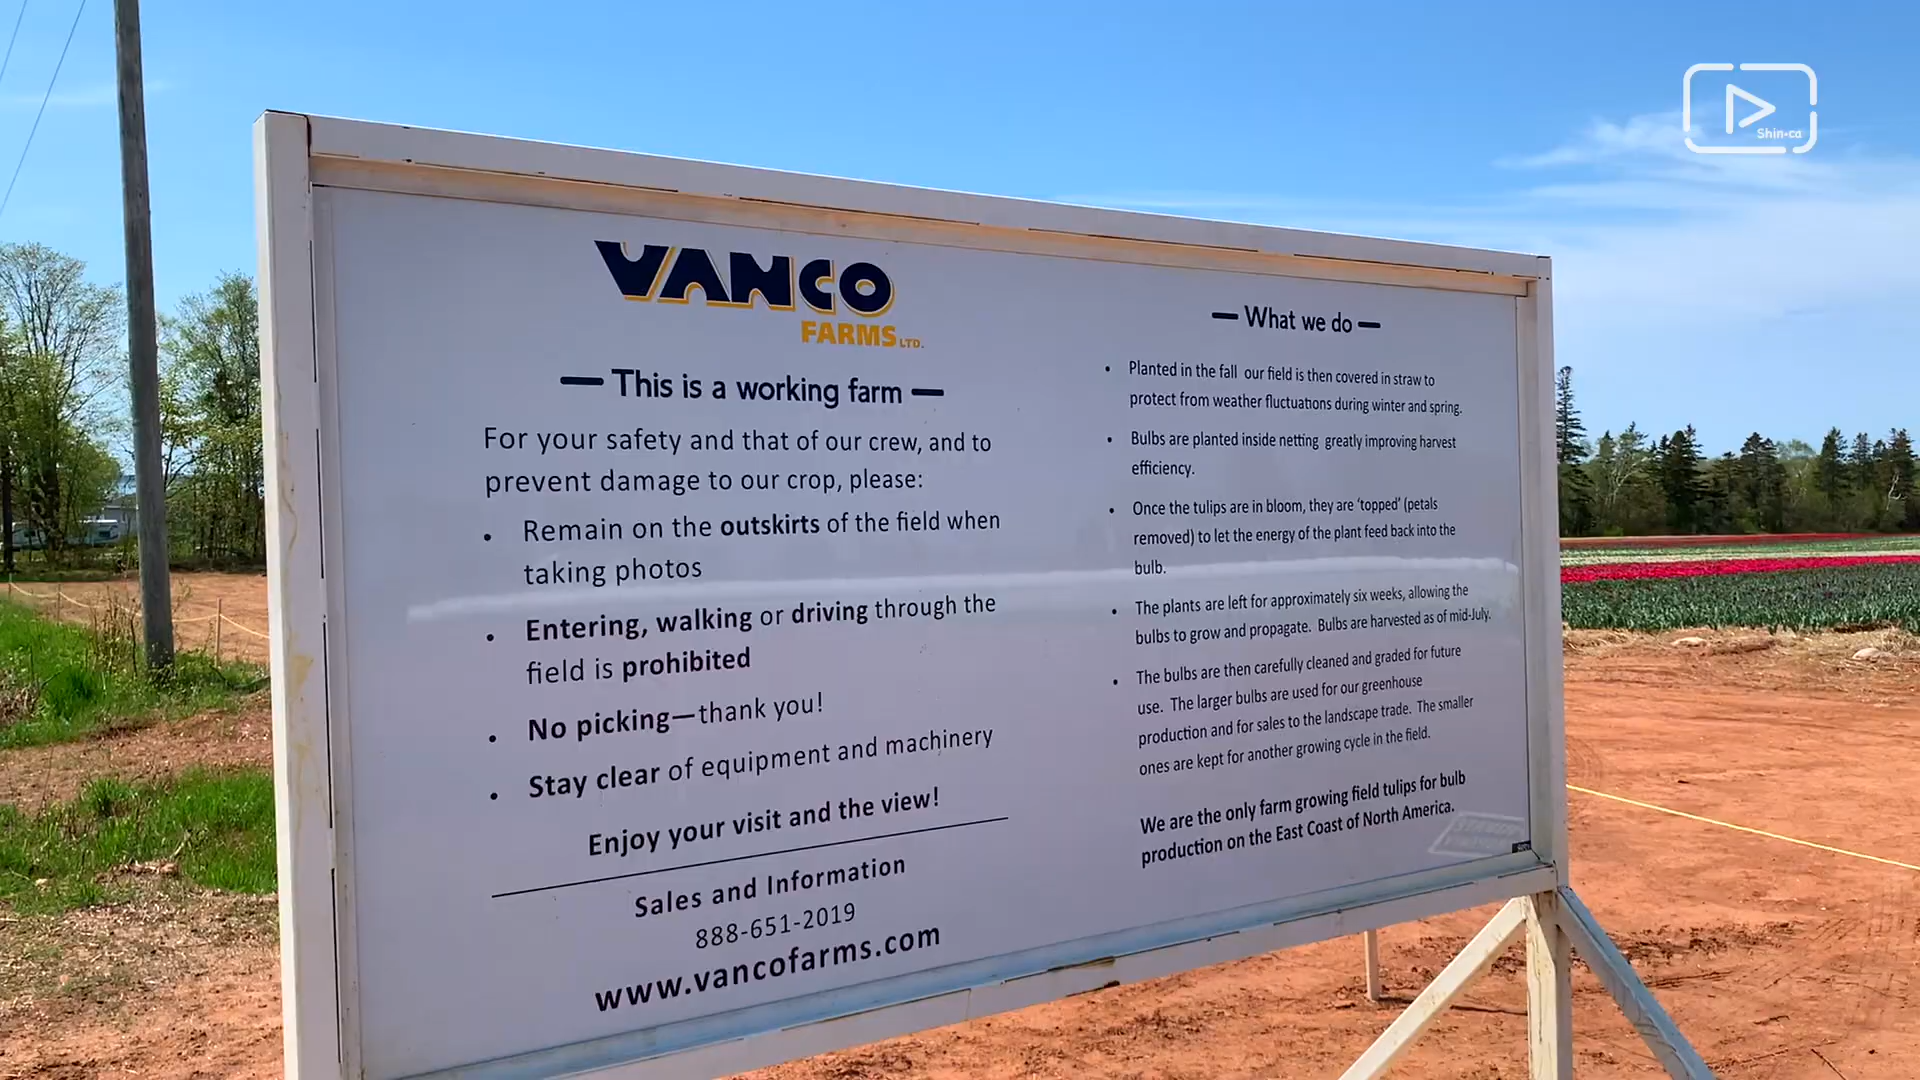 Shin-ca
VANCO
FARMS LTD.
— This is a working farm —
For your safety and that of our crew, and to
prevent damage to our crop, please:
• Remain on the outskirts of the field when
taking photos
• Entering, walking or driving through the
field is prohibited
• No picking—thank you!
• Stay clear of equipment and machinery
Enjoy your visit and the view!
Sales and Information
888-651-2019
www.vancofarms.com
— What we do —
• Planted in the fall our field is then covered in straw to
protect from weather fluctuations during winter and spring.
• Bulbs are planted inside netting greatly improving harvest
efficiency.
• Once the tulips are in bloom, they are ‘topped’ (petals
removed) to let the energy of the plant feed back into the
bulb.
• The plants are left for approximately six weeks, allowing the
bulbs to grow and propagate. Bulbs are harvested as of mid-July.
• The bulbs are then carefully cleaned and graded for future
use. The larger bulbs are used for our greenhouse
production and for sales to the landscape trade. The smaller
ones are kept for another growing cycle in the field.
We are the only farm growing field tulips for bulb
production on the East Coast of North America.